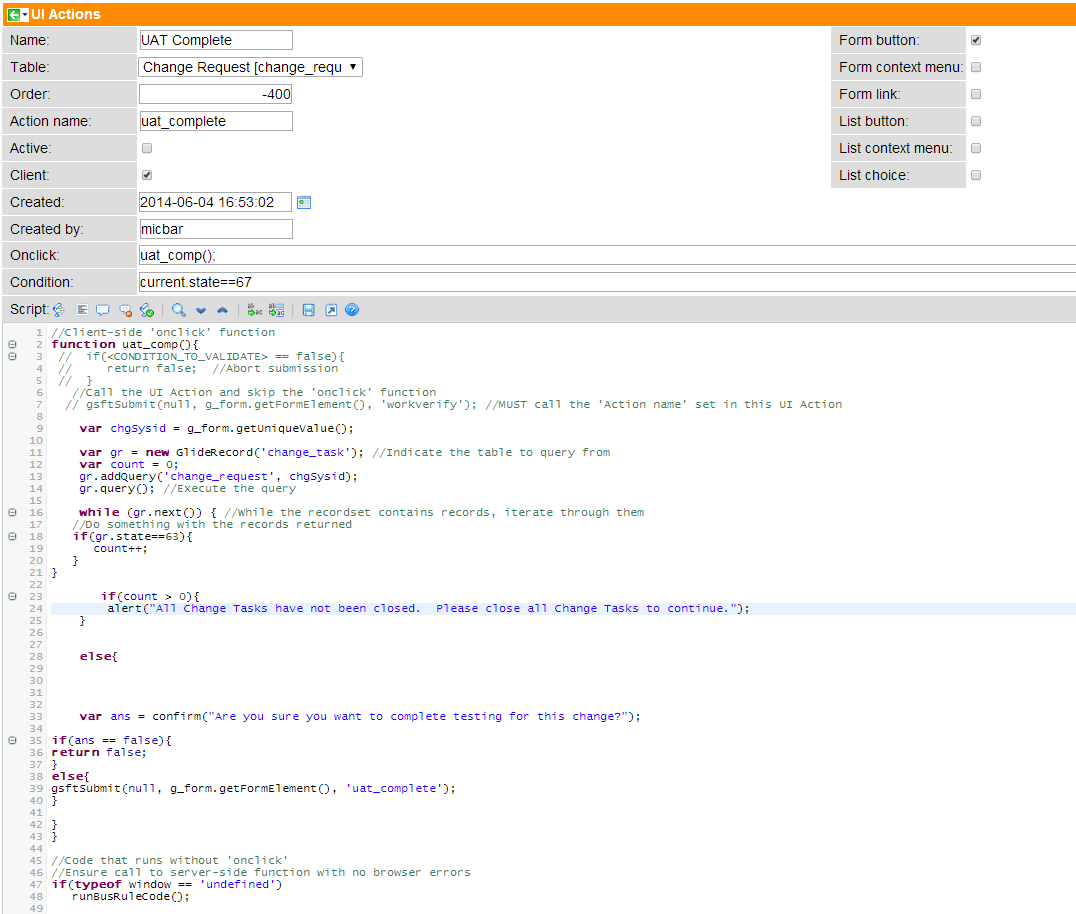 UI Actions
Name: UAT Complete Form button:
Table: Change Request [change_requ Form context menu:
Order: -400 Form link:
Action name: uat_complete List button:
Active: List context menu:
Client: List choice:
Created: 2014-06-04 16:53:02
Created by: micbar
Onclick: uat_comp();
Condition: current.state==67
Script:
1 //Client-side 'onclick' function
2 function uat_comp(){
3 // if(<CONDITION_TO_VALIDATE> == false){
4 // return false; //Abort submission
5 // }
6 //Call the UI Action and skip the 'onclick' function
7 // gsftSubmit(null, g_form.getFormElement(), 'workverify'); //MUST call the 'Action name' set in this UI Action
8
9 var chgSysid = g_form.getUniqueValue();
10
11 var gr = new GlideRecord('change_task'); //Indicate the table to query from
12 var count = 0;
13 gr.addQuery('change_request', chgSysid);
14 gr.query(); //Execute the query
15
16 while (gr.next()) { //While the recordset contains records, iterate through them
17 //Do something with the records returned
18 if(gr.state==63){
19 count++;
20 }
21 }
22
23 if(count > 0){
24 alert("All Change Tasks have not been closed.  Please close all Change Tasks to continue.");
25 }
26
27
28 else{
29
30
31
32
33 var ans = confirm("Are you sure you want to complete testing for this change?");
34
35 if(ans == false){
36 return false;
37 }
38 else{
39 gsftSubmit(null, g_form.getFormElement(), 'uat_complete');
40 }
41
42 }
43 }
44
45 //Code that runs without 'onclick'
46 //Ensure call to server-side function with no browser errors
47 if(typeof window == 'undefined')
48 runBusRuleCode();
49